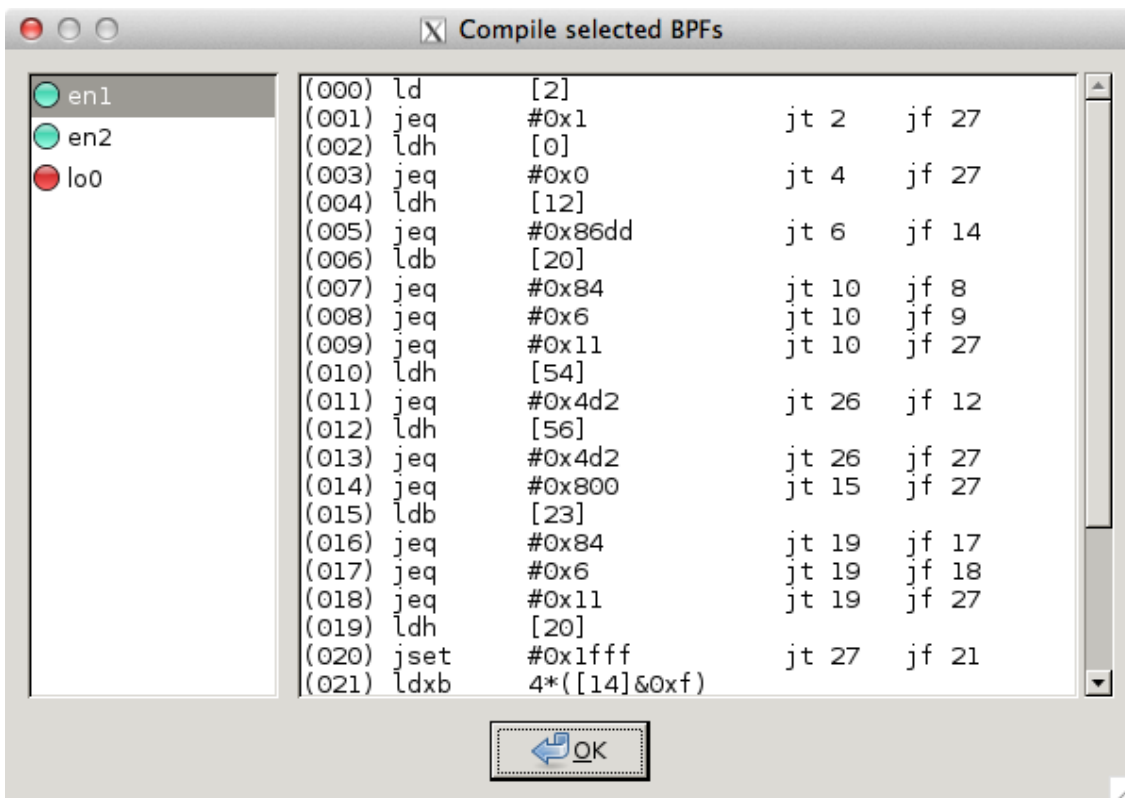 Compile selected BPFs
en1
en2
lo0
(000) ld [2]
(001) jeq #0x1 jt 2 jf 27
(002) ldh [0]
(003) jeq #0x0 jt 4 jf 27
(004) ldh [12]
(005) jeq #0x86dd jt 6 jf 14
(006) ldb [20]
(007) jeq #0x84 jt 10 jf 8
(008) jeq #0x6 jt 10 jf 9
(009) jeq #0x11 jt 10 jf 27
(010) ldh [54]
(011) jeq #0x4d2 jt 26 jf 12
(012) ldh [56]
(013) jeq #0x4d2 jt 26 jf 27
(014) jeq #0x800 jt 15 jf 27
(015) ldb [23]
(016) jeq #0x84 jt 19 jf 17
(017) jeq #0x6 jt 19 jf 18
(018) jeq #0x11 jt 19 jf 27
(019) ldh [20]
(020) jset #0x1fff jt 27 jf 21
(021) ldxb 4*([14]&0xf)
OK